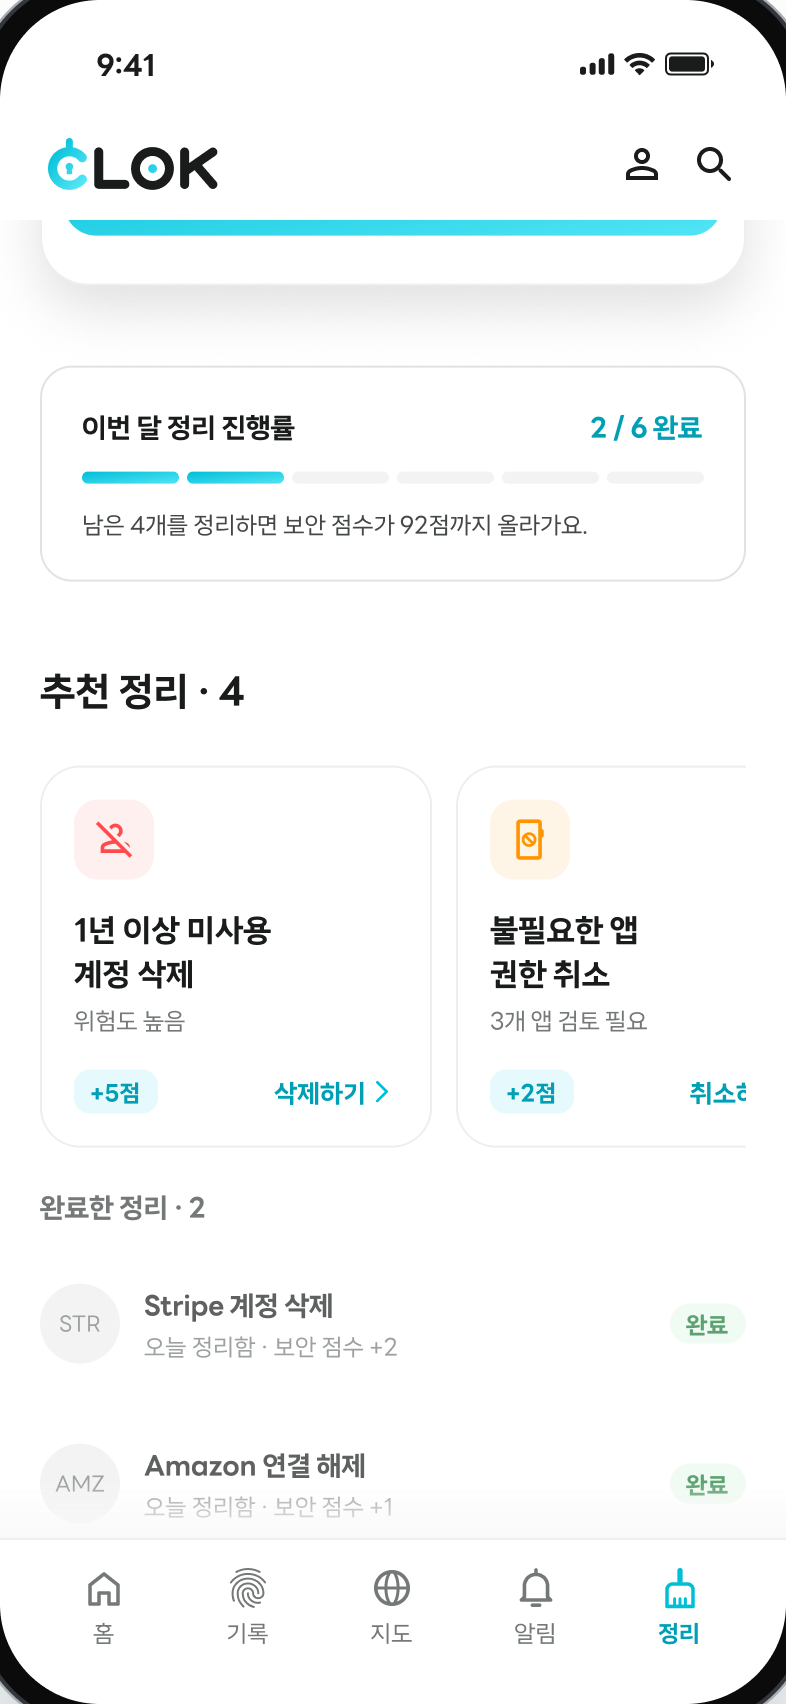 9:41
CLOK
이번 달 정리 진행률
2 / 6 완료
남은 4개를 정리하면 보안 점수가 92점까지 올라가요.
추천 정리 · 4
1년 이상 미사용
계정 삭제
위험도 높음
+5점
삭제하기
불필요한 앱
권한 취소
3개 앱 검토 필요
+2점
취소하
완료한 정리 · 2
STR
Stripe 계정 삭제
오늘 정리함 · 보안 점수 +2
완료
AMZ
Amazon 연결 해제
오늘 정리함 · 보안 점수 +1
완료
홈
기록
지도
알림
정리